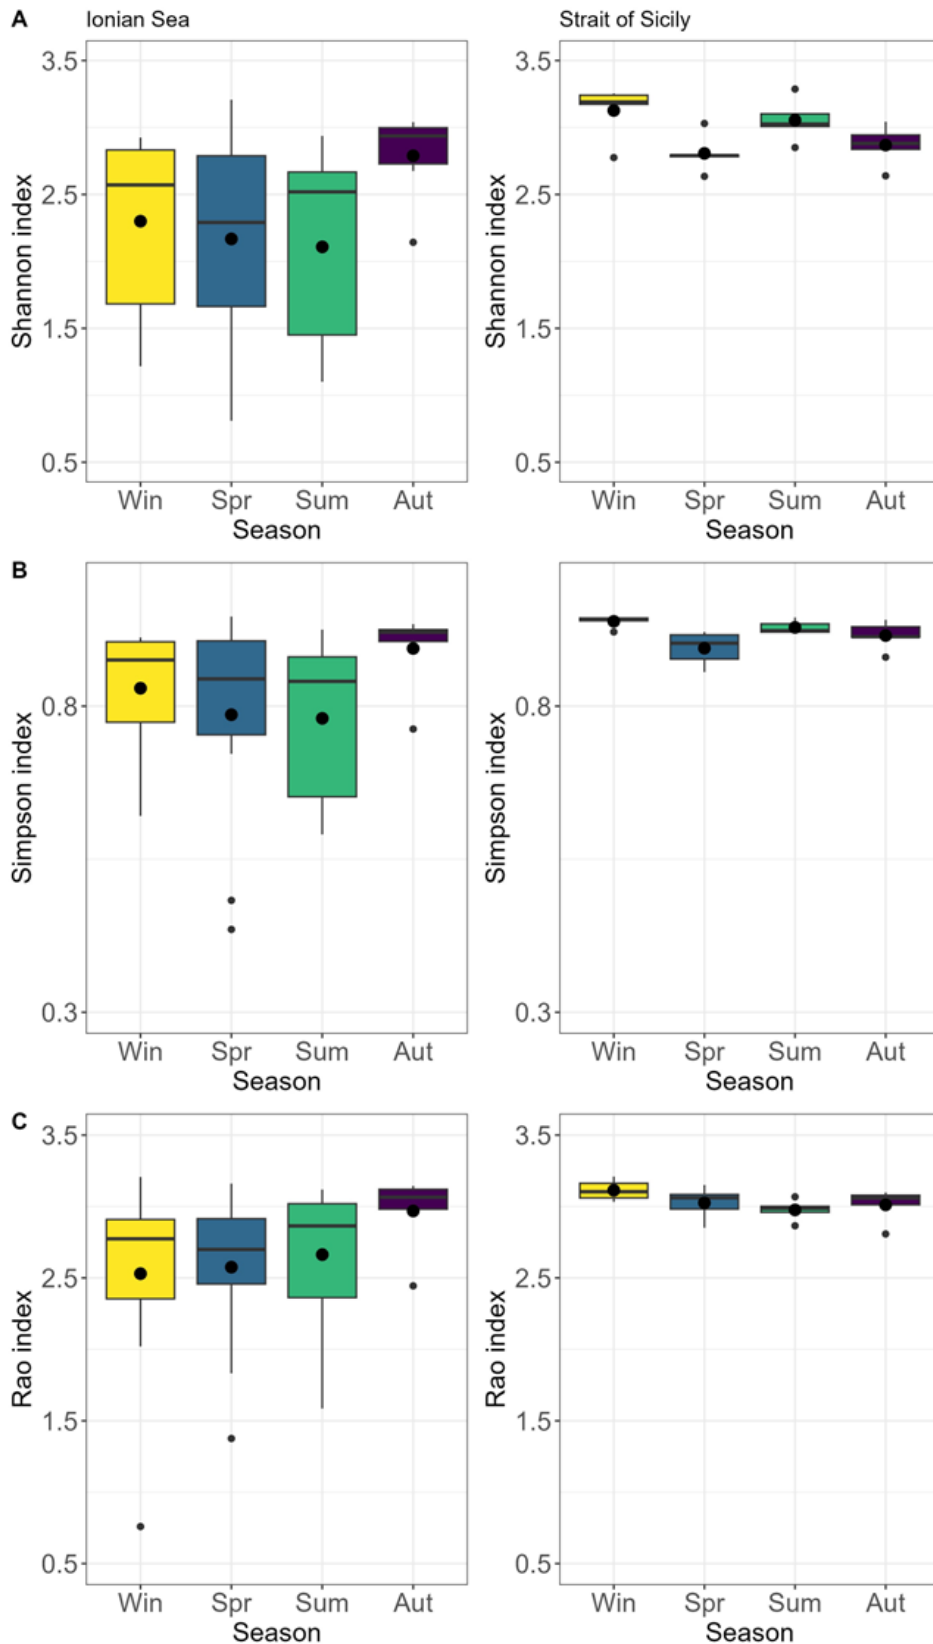 A Ionian Sea Strait of Sicily
Shannon index
3.5
2.5
1.5
0.5
Win Spr Sum Aut
Season
Shannon index
3.5
2.5
1.5
0.5
Win Spr Sum Aut
Season
B
Simpson index
0.8
0.3
Win Spr Sum Aut
Season
Simpson index
0.8
0.3
Win Spr Sum Aut
Season
C
Rao index
3.5
2.5
1.5
0.5
Win Spr Sum Aut
Season
Rao index
3.5
2.5
1.5
0.5
Win Spr Sum Aut
Season